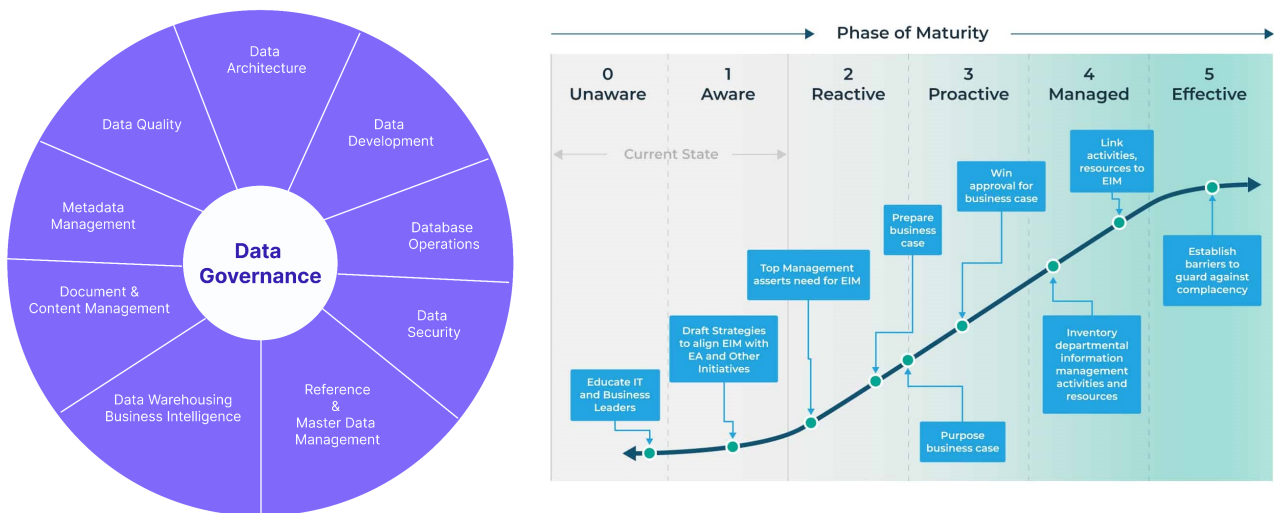 Data
Architecture
Data
Development
Database
Operations
Data
Security
Reference
&
Master Data
Management
Data Warehousing
Business Intelligence
Document &
Content Management
Metadata
Management
Data Quality
Data
Governance
Phase of Maturity
0
Unaware
1
Aware
2
Reactive
3
Proactive
4
Managed
5
Effective
Current State
Educate IT
and Business
Leaders
Draft Strategies
to align EIM with
EA and Other
Initiatives
Top Management
asserts need for EIM
Prepare
business
case
Purpose
business case
Win
approval for
business case
Inventory
departmental
information
management
activities and
resources
Link
activities,
resources to
EIM
Establish
barriers to
guard against
complacency